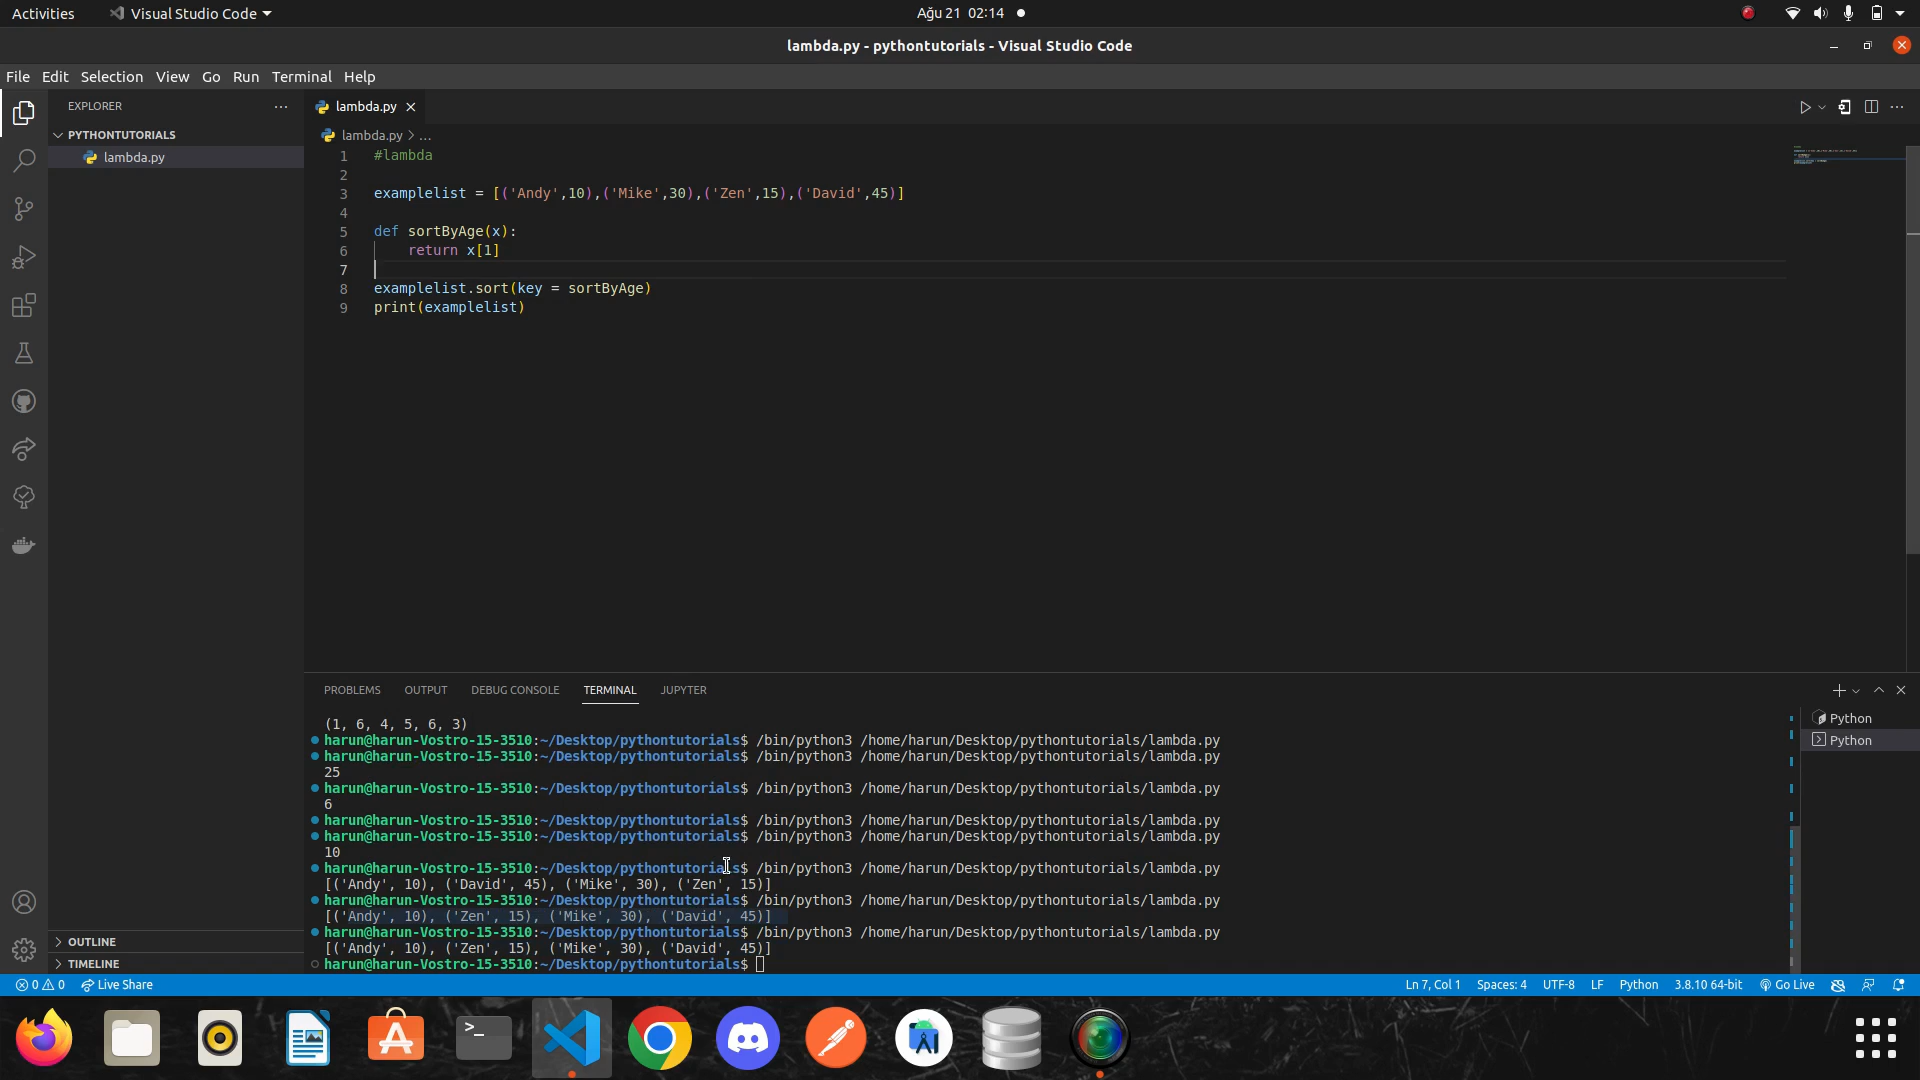 Activities
Visual Studio Code
Ağu 21 02:14
lambda.py - pythontutorials - Visual Studio Code
File Edit Selection View Go Run Terminal Help
EXPLORER
PYTHONTUTORIALS
lambda.py
lambda.py
lambda.py > ...
1 #lambda
2
3 examplelist = [('Andy',10),('Mike',30),('Zen',15),('David',45)]
4
5 def sortByAge(x):
6     return x[1]
7
8 examplelist.sort(key = sortByAge)
9 print(examplelist)
PROBLEMS OUTPUT DEBUG CONSOLE TERMINAL JUPYTER
(1, 6, 4, 5, 6, 3)
harun@harun-Vostro-15-3510:~/Desktop/pythontutorials$ /bin/python3 /home/harun/Desktop/pythontutorials/lambda.py
harun@harun-Vostro-15-3510:~/Desktop/pythontutorials$ /bin/python3 /home/harun/Desktop/pythontutorials/lambda.py
25
harun@harun-Vostro-15-3510:~/Desktop/pythontutorials$ /bin/python3 /home/harun/Desktop/pythontutorials/lambda.py
6
harun@harun-Vostro-15-3510:~/Desktop/pythontutorials$ /bin/python3 /home/harun/Desktop/pythontutorials/lambda.py
harun@harun-Vostro-15-3510:~/Desktop/pythontutorials$ /bin/python3 /home/harun/Desktop/pythontutorials/lambda.py
10
harun@harun-Vostro-15-3510:~/Desktop/pythontutorials$ /bin/python3 /home/harun/Desktop/pythontutorials/lambda.py
[('Andy', 10), ('David', 45), ('Mike', 30), ('Zen', 15)]
harun@harun-Vostro-15-3510:~/Desktop/pythontutorials$ /bin/python3 /home/harun/Desktop/pythontutorials/lambda.py
[('Andy', 10), ('Zen', 15), ('Mike', 30), ('David', 45)]
harun@harun-Vostro-15-3510:~/Desktop/pythontutorials$ /bin/python3 /home/harun/Desktop/pythontutorials/lambda.py
[('Andy', 10), ('Zen', 15), ('Mike', 30), ('David', 45)]
harun@harun-Vostro-15-3510:~/Desktop/pythontutorials$
Python
Python
OUTLINE
TIMELINE
0 0 Live Share
Ln 7, Col 1 Spaces: 4 UTF-8 LF Python 3.8.10 64-bit Go Live